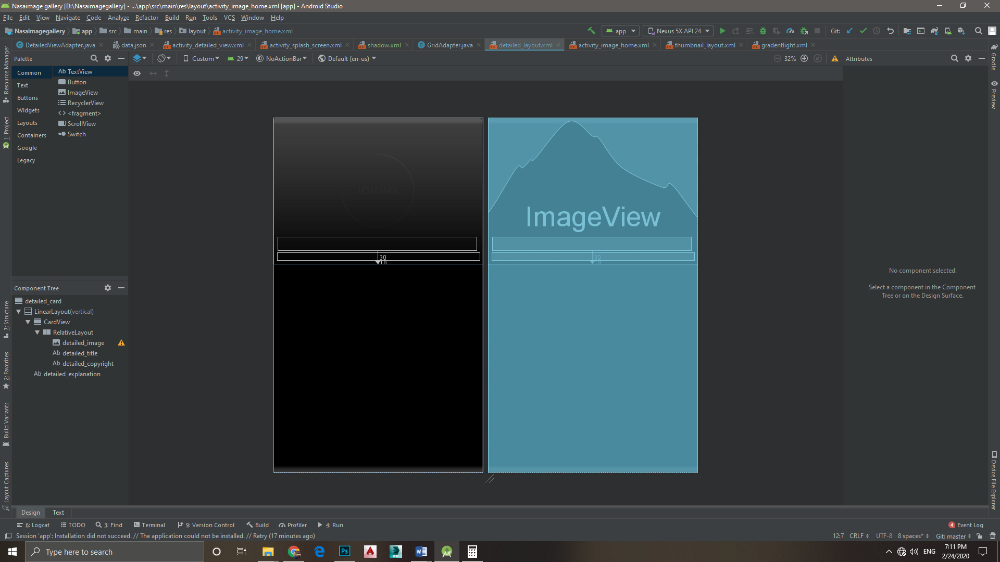 Nasaimage gallery [D:\Nasaimagegallery] - ...\app\src\main\res\layout\activity_image_home.xml [app] - Android Studio
File Edit View Navigate Code Analyze Refactor Build Run Tools VCS Window Help
Nasaimagegallery app src main res layout activity_image_home.xml
app Nexus 5X API 24 Git:
DetailedViewAdapter.java data.json activity_detailed_view.xml activity_splash_screen.xml shadow.xml GridAdapter.java detailed_layout.xml activity_image_home.xml thumbnail_layout.xml gradentlight.xml
Palette
Custom 29 NoActionBar Default (en-us) 32%
Attributes
Common
Text
Buttons
Widgets
Layouts
Containers
Google
Legacy
Ab TextView
Button
ImageView
RecyclerView
<fragment>
ScrollView
Switch
LOADING
30
18
ImageView
30
18
No component selected.
Select a component in the Component
Tree or on the Design Surface.
Component Tree
detailed_card
LinearLayout(vertical)
CardView
RelativeLayout
detailed_image
Ab detailed_title
Ab detailed_copyright
Ab detailed_explanation
Resource Manager
1: Project
7: Structure
2: Favorites
Build Variants
Layout Captures
Gradle
Preview
Device File Explorer
Design Text
6: Logcat TODO 3: Find Terminal 9: Version Control Build Profiler 4: Run
4 Event Log
Session 'app': Installation did not succeed. // The application could not be installed. // Retry (17 minutes ago)
12:7 CRLF UTF-8 8 spaces* Git: master
Type here to search
Ps
ENG
7:11 PM
2/24/2020